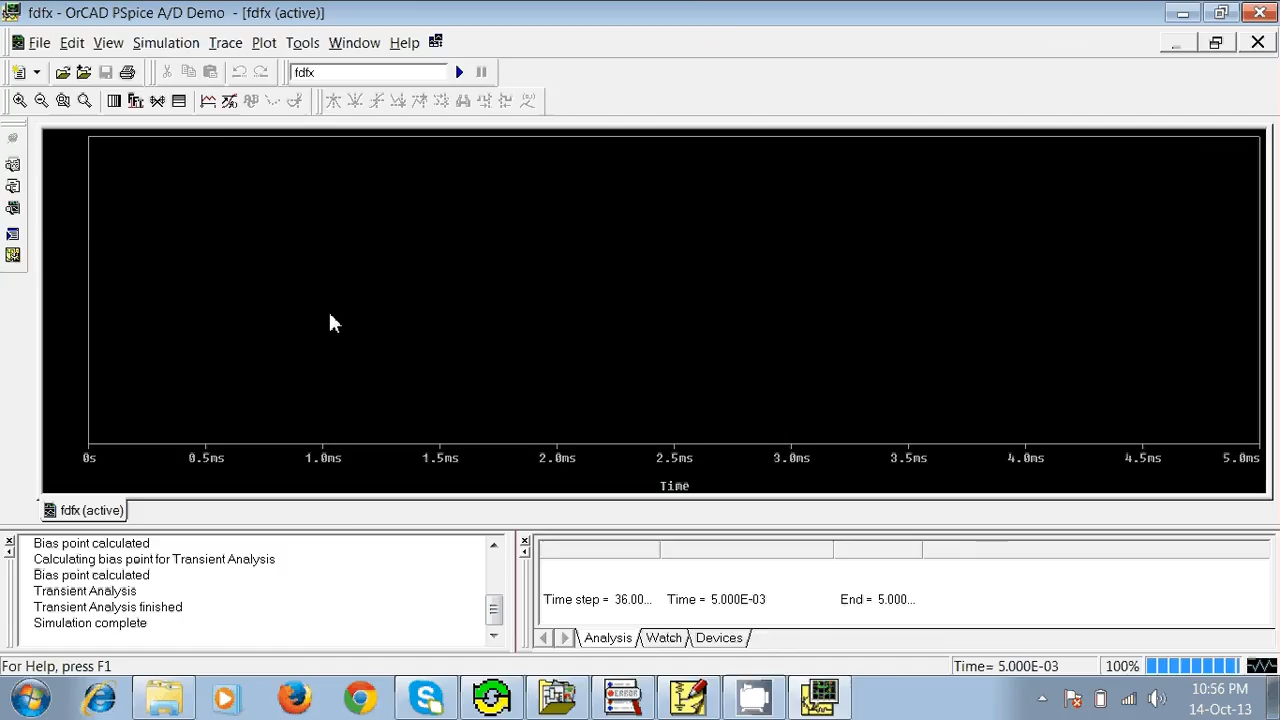 fdfx - OrCAD PSpice A/D Demo - [fdfx (active)]
File Edit View Simulation Trace Plot Tools Window Help
fdfx
0s 0.5ms 1.0ms 1.5ms 2.0ms 2.5ms 3.0ms 3.5ms 4.0ms 4.5ms 5.0ms
Time
fdfx (active)
Bias point calculated
Calculating bias point for Transient Analysis
Bias point calculated
Transient Analysis
Transient Analysis finished
Simulation complete
Time step = 36.00... Time = 5.000E-03 End = 5.000...
Analysis Watch Devices
For Help, press F1
Time= 5.000E-03 100%
ERROR
10:56 PM
14-Oct-13